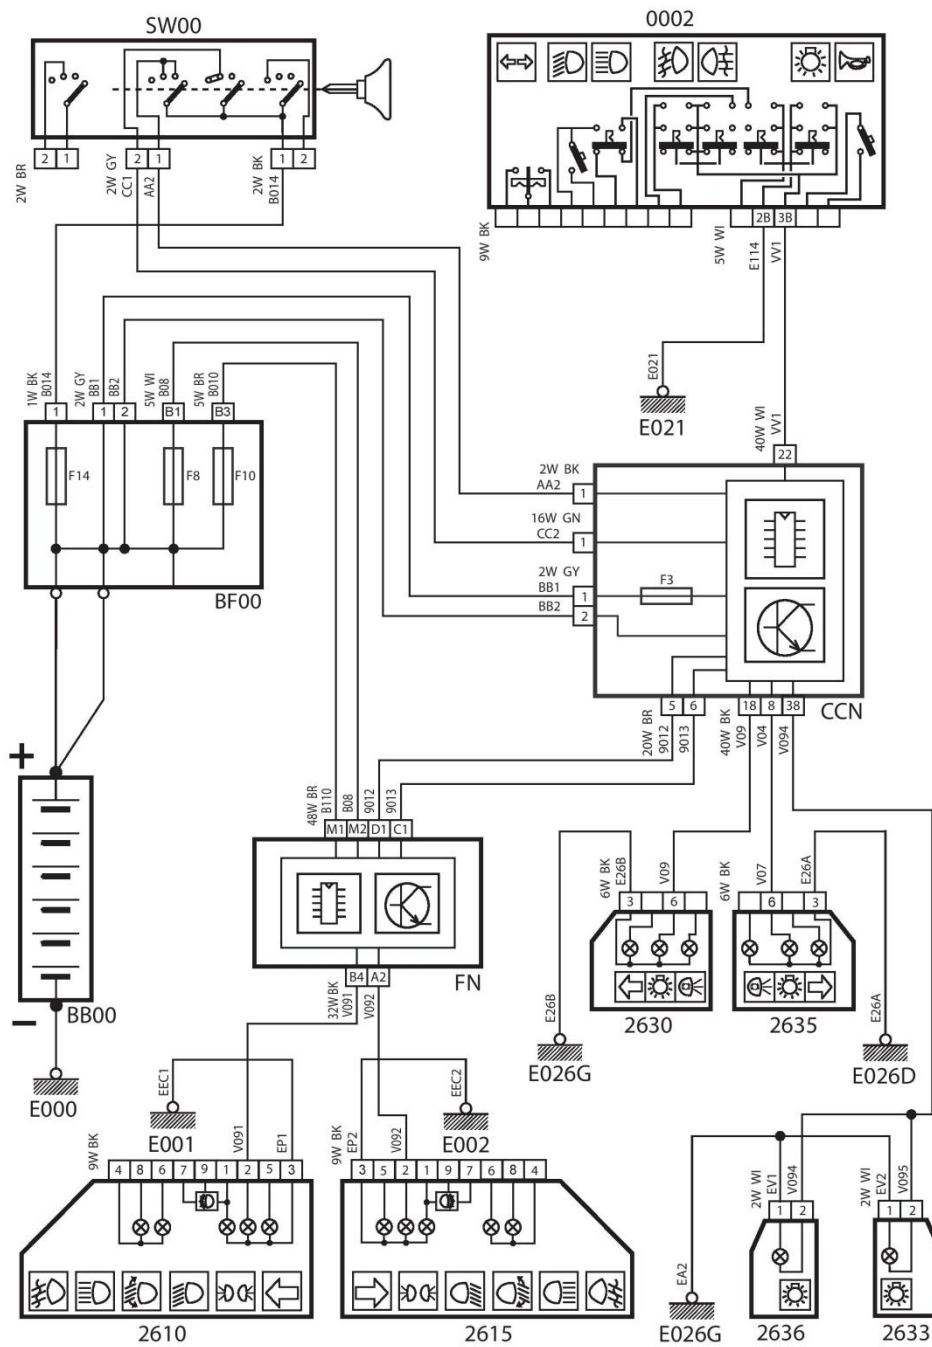 SW00
0002
2 1
2 1
1 2
2W BR
2W GY
CC1
AA2
2W BK
B014
9W BK
5W WI
2B 3B
E114
VV1
E021
E021
1W BK
B014
2W GY
BB1
BB2
5W WI
B08
5W BR
B010
1 1 2 B1 B3
F14 F8 F10
BF00
40W WI
VV1
22
2W BK
AA2
1
16W GN
CC2
1
2W GY
BB1
1
BB2
2
F3
CCN
5 6 18 8 38
20W BR
9012
9013
40W BK
V09
V04
V094
+
−
BB00
E000
48W BR
B110
B08
9012
9013
M1 M2 D1 C1
FN
B4 A2
32W BK
V091
V092
6W BK
E26B
V09
3 6
2630
6W BK
V07
E26A
6 3
2635
E26B
E026G
E26A
E026D
EEC1
E001
EEC2
E002
9W BK
V091
EP1
4 8 6 7 9 1 2 5 3
2610
9W BK
EP2
V092
3 5 2 1 9 7 6 8 4
2615
EA2
E026G
2W WI
EV1
V094
1 2
2636
2W WI
EV2
V095
1 2
2633